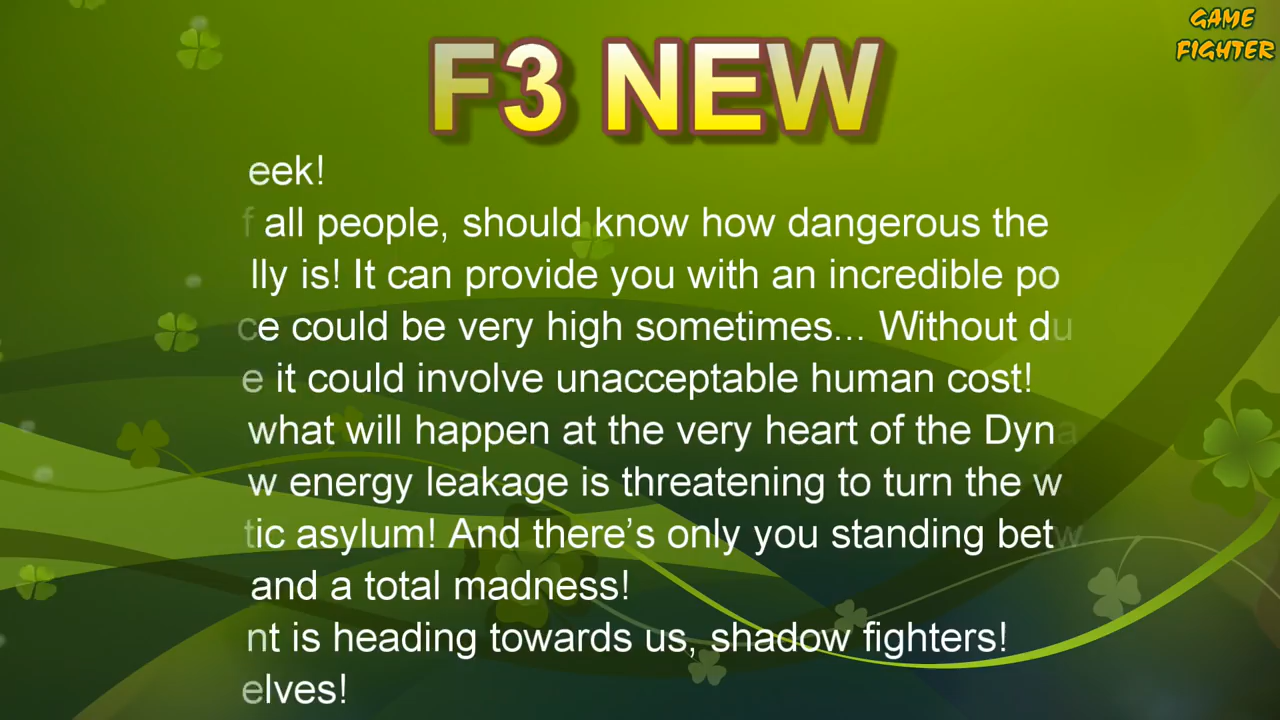 F3 NEW
GAME
FIGHTER
eek!
f all people, should know how dangerous the
lly is! It can provide you with an incredible po
ce could be very high sometimes... Without du
e it could involve unacceptable human cost!
what will happen at the very heart of the Dyna
w energy leakage is threatening to turn the w
tic asylum! And there’s only you standing betw
and a total madness!
nt is heading towards us, shadow fighters!
elves!